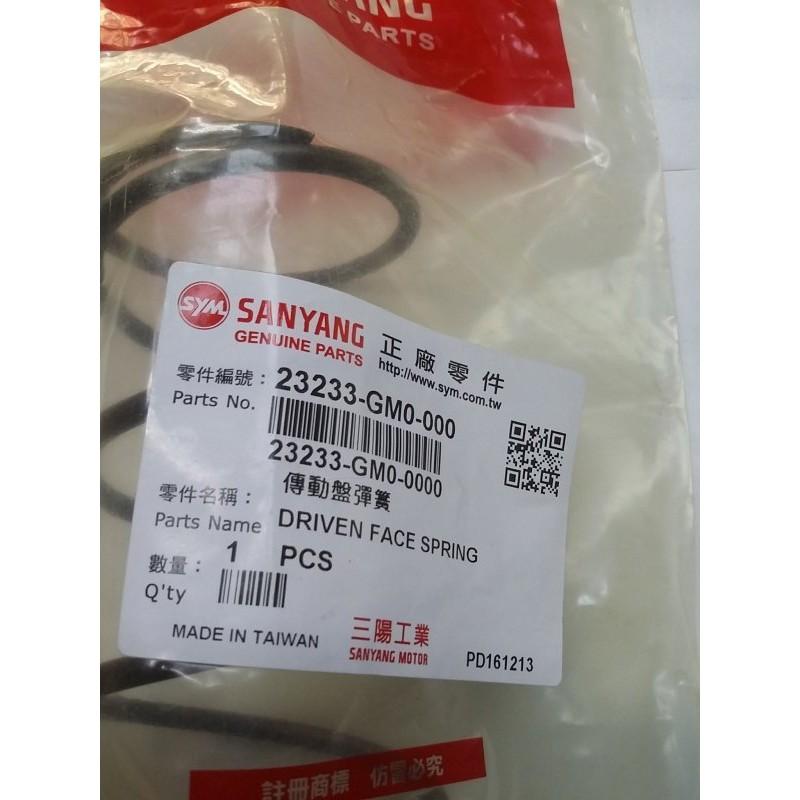 YANG
E PARTS
SYM
SANYANG
GENUINE PARTS
正廠零件
http://www.sym.com.tw
零件編號：
Parts No.
23233-GM0-000
23233-GM0-0000
零件名稱：
傳動盤彈簧
Parts Name
DRIVEN FACE SPRING
數量：
1 PCS
Q'ty
MADE IN TAIWAN
三陽工業
SANYANG MOTOR
PD161213
註冊商標 仿冒必究